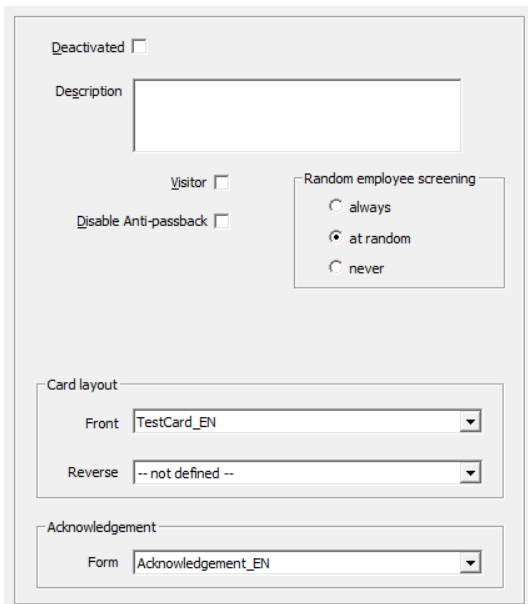 Deactivated
Description
Visitor
Disable Anti-passback
Random employee screening
always
at random
never
Card layout
Front TestCard_EN
Reverse -- not defined --
Acknowledgement
Form Acknowledgement_EN